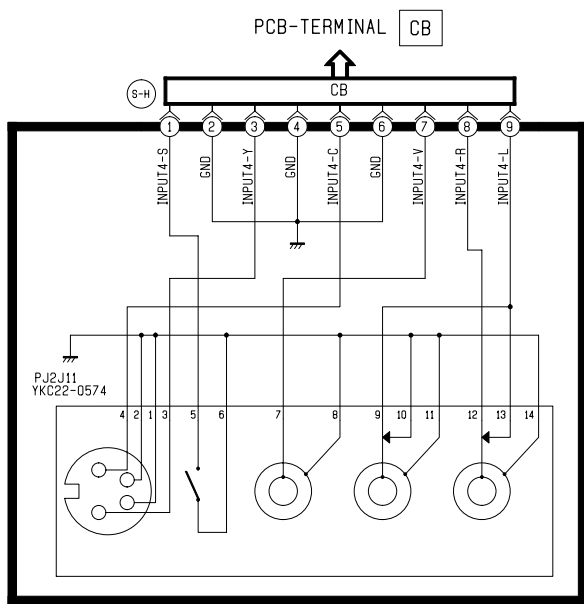 PCB-TERMINAL CB
S-H
CB
1 2 3 4 5 6 7 8 9
INPUT4-S
GND
INPUT4-Y
GND
INPUT4-C
GND
INPUT4-V
INPUT4-R
INPUT4-L
PJ2J11
YKC22-0574
4 2 1 3 5 6 7 8 9 10 11 12 13 14